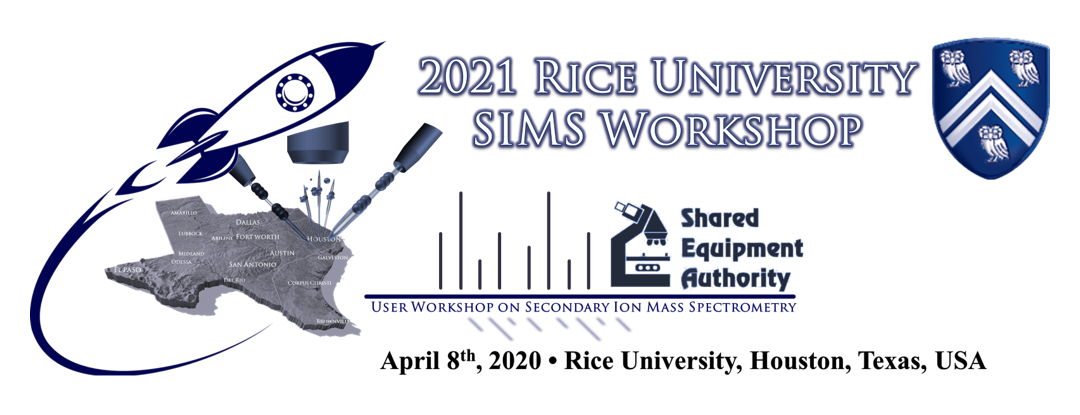 2021 RICE UNIVERSITY
SIMS WORKSHOP
Shared
Equipment
Authority
USER WORKSHOP ON SECONDARY ION MASS SPECTROMETRY
April 8th, 2020 • Rice University, Houston, Texas, USA
AMARILLO
LUBBOCK
DALLAS
ABILENE
FORT WORTH
MIDLAND
ODESSA
EL PASO
AUSTIN
HOUSTON
GALVESTON
SAN ANTONIO
DEL RIO
CORPUS CHRISTI
BROWNVILLE